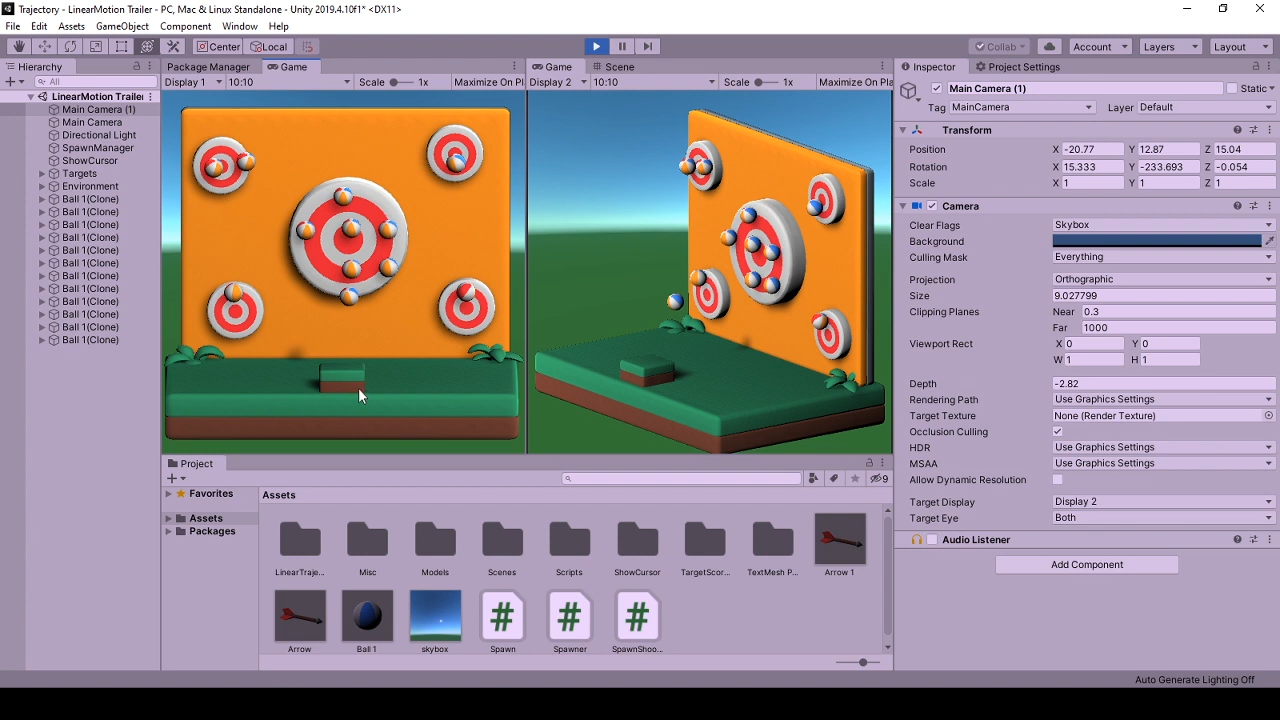 Trajectory - LinearMotion Trailer - PC, Mac & Linux Standalone - Unity 2019.4.10f1* <DX11>
File Edit Assets GameObject Component Window Help
Center Local Collab Account Layers Layout
Hierarchy
All
LinearMotion Trailer
Main Camera (1)
Main Camera
Directional Light
SpawnManager
ShowCursor
Targets
Environment
Ball 1(Clone)
Ball 1(Clone)
Ball 1(Clone)
Ball 1(Clone)
Ball 1(Clone)
Ball 1(Clone)
Ball 1(Clone)
Ball 1(Clone)
Ball 1(Clone)
Ball 1(Clone)
Ball 1(Clone)
Ball 1(Clone)
Package Manager Game
Display 1 10:10 Scale 1x Maximize On Pl
Game Scene
Display 2 10:10 Scale 1x Maximize On Pl
Project
9
Favorites
Assets
Packages
Assets
LinearTraje... Misc Models Scenes Scripts ShowCursor TargetScor... TextMesh P... Arrow 1
Arrow Ball 1 skybox Spawn Spawner SpawnShoo...
# # #
Inspector Project Settings
Main Camera (1) Static
Tag MainCamera Layer Default
Transform
Position X -20.77 Y 12.87 Z 15.04
Rotation X 15.333 Y -233.693 Z -0.054
Scale X 1 Y 1 Z 1
Camera
Clear Flags Skybox
Background
Culling Mask Everything
Projection Orthographic
Size 9.027799
Clipping Planes Near 0.3
Far 1000
Viewport Rect X 0 Y 0
W 1 H 1
Depth -2.82
Rendering Path Use Graphics Settings
Target Texture None (Render Texture)
Occlusion Culling
HDR Use Graphics Settings
MSAA Use Graphics Settings
Allow Dynamic Resolution
Target Display Display 2
Target Eye Both
Audio Listener
Add Component
Auto Generate Lighting Off